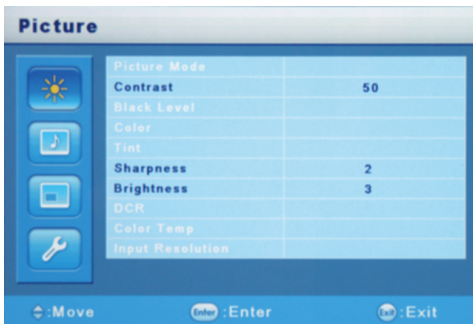 Picture
Picture Mode
Contrast 50
Black Level
Color
Tint
Sharpness 2
Brightness 3
DCR
Color Temp
Input Resolution
:Move Enter :Enter Exit :Exit